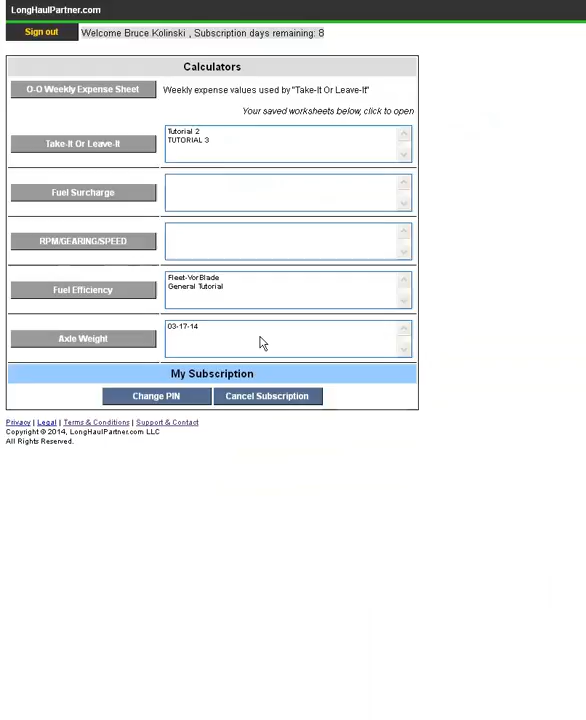 LongHaulPartner.com
Sign out
Welcome Bruce Kolinski , Subscription days remaining: 8
Calculators
O-O Weekly Expense Sheet
Weekly expense values used by "Take-It Or Leave-It"
Your saved worksheets below, click to open
Take-It Or Leave-It
Tutorial 2
TUTORIAL 3
Fuel Surcharge
RPM/GEARING/SPEED
Fuel Efficiency
Fleet-VorBlade
General Tutorial
Axle Weight
03-17-14
My Subscription
Change PIN
Cancel Subscription
Privacy | Legal | Terms & Conditions | Support & Contact
Copyright © 2014, LongHaulPartner.com LLC
All Rights Reserved.